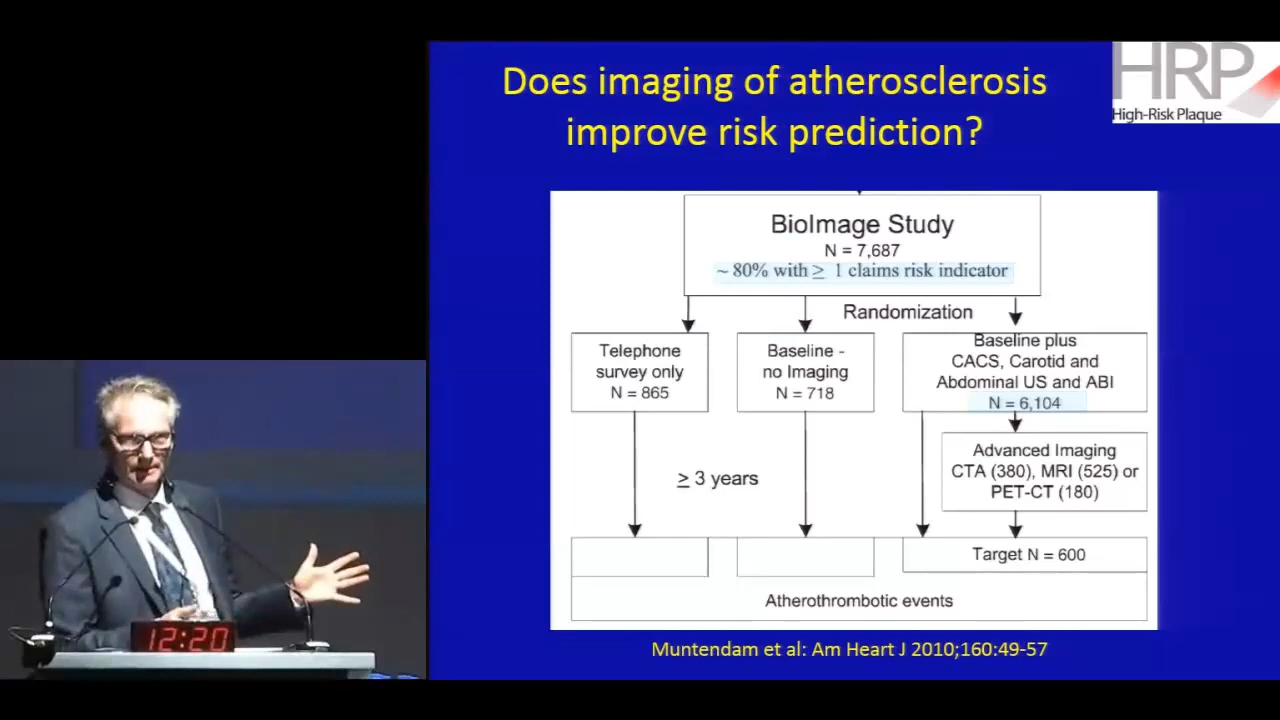 Does imaging of atherosclerosis
improve risk prediction?
HRP
High-Risk Plaque
BioImage Study
N = 7,687
~ 80% with ≥ 1 claims risk indicator
Randomization
Telephone
survey only
N = 865
Baseline -
no Imaging
N = 718
Baseline plus
CACS, Carotid and
Abdominal US and ABI
N = 6,104
Advanced Imaging
CTA (380), MRI (525) or
PET-CT (180)
≥ 3 years
Target N = 600
Atherothrombotic events
Muntendam et al: Am Heart J 2010;160:49-57
12:20